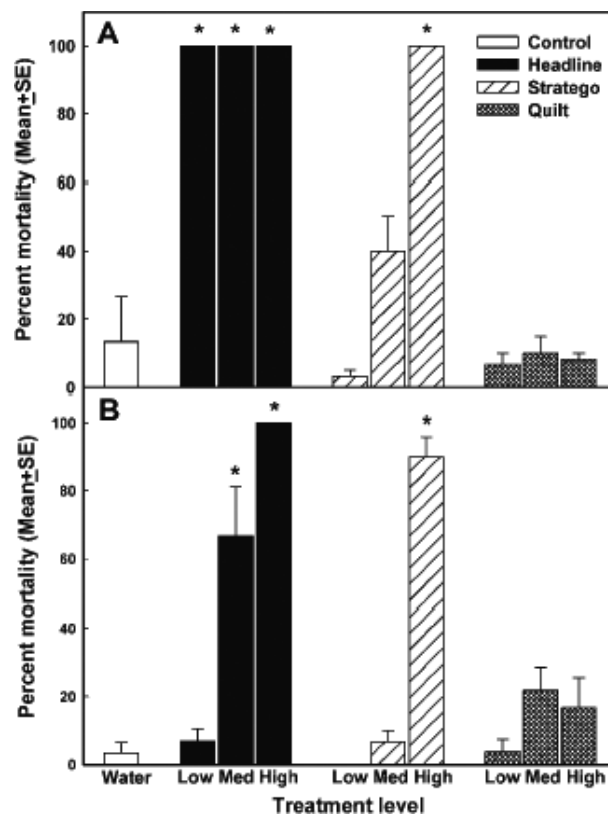 A
* * * *
Control
Headline
Stratego
Quilt
Percent mortality (Mean±SE)
100
80
60
40
20
0
B
* * *
Percent mortality (Mean±SE)
100
80
60
40
20
0
Water Low Med High Low Med High Low Med High
Treatment level